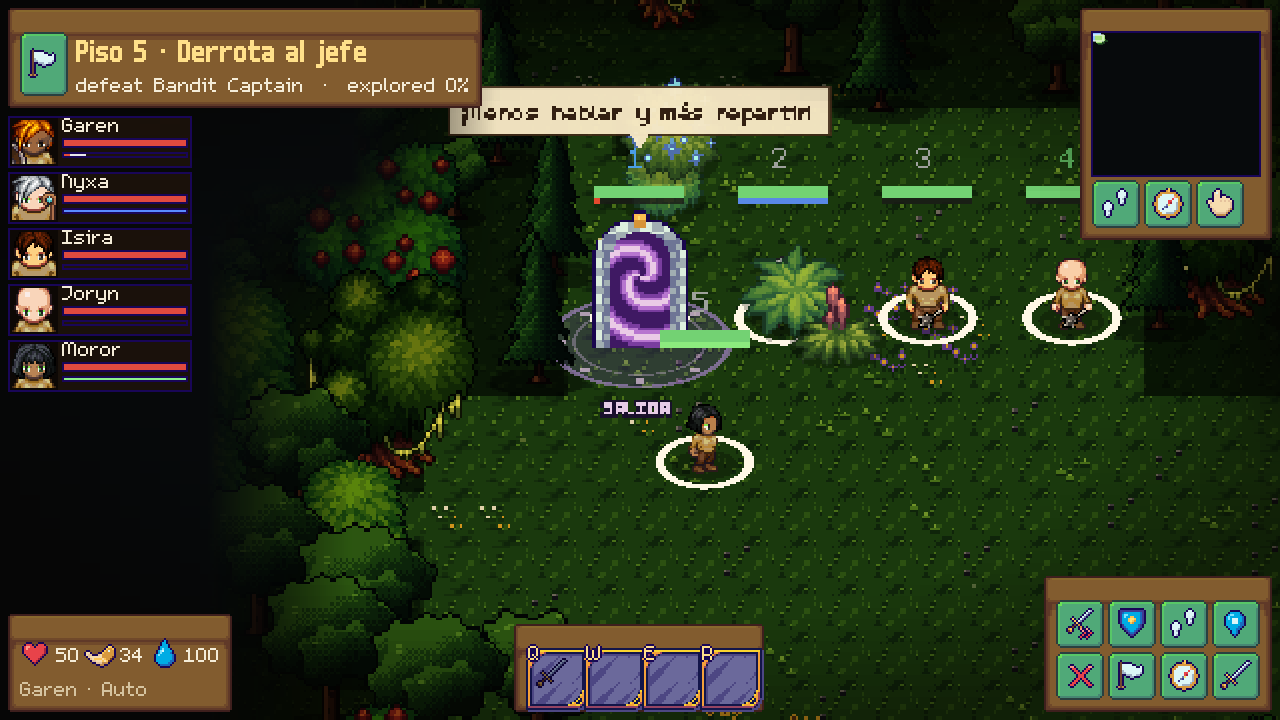 Piso 5 · Derrota al jefe
defeat Bandit Captain · explored 0%
¡Menos hablar y más repartir!
Garen
Nyxa
Isira
Joryn
Moror
1
2
3
4
5
SALIDA
50 34 100
Garen · Auto
Q W E R